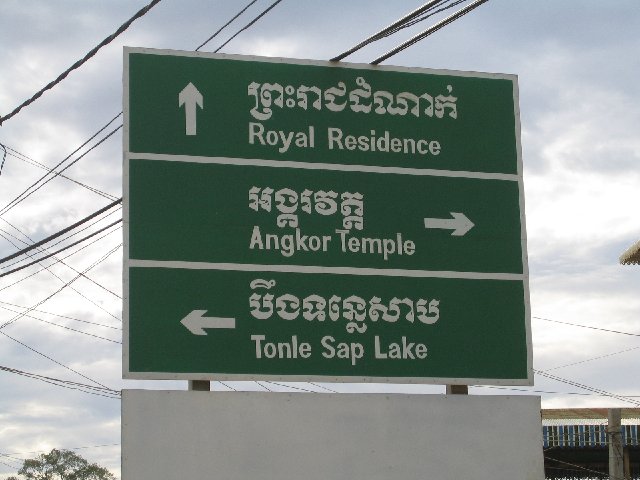 ព្រះរាជដំណាក់
Royal Residence
អង្គរវត្ត
Angkor Temple
បឹងទន្លេសាប
Tonle Sap Lake